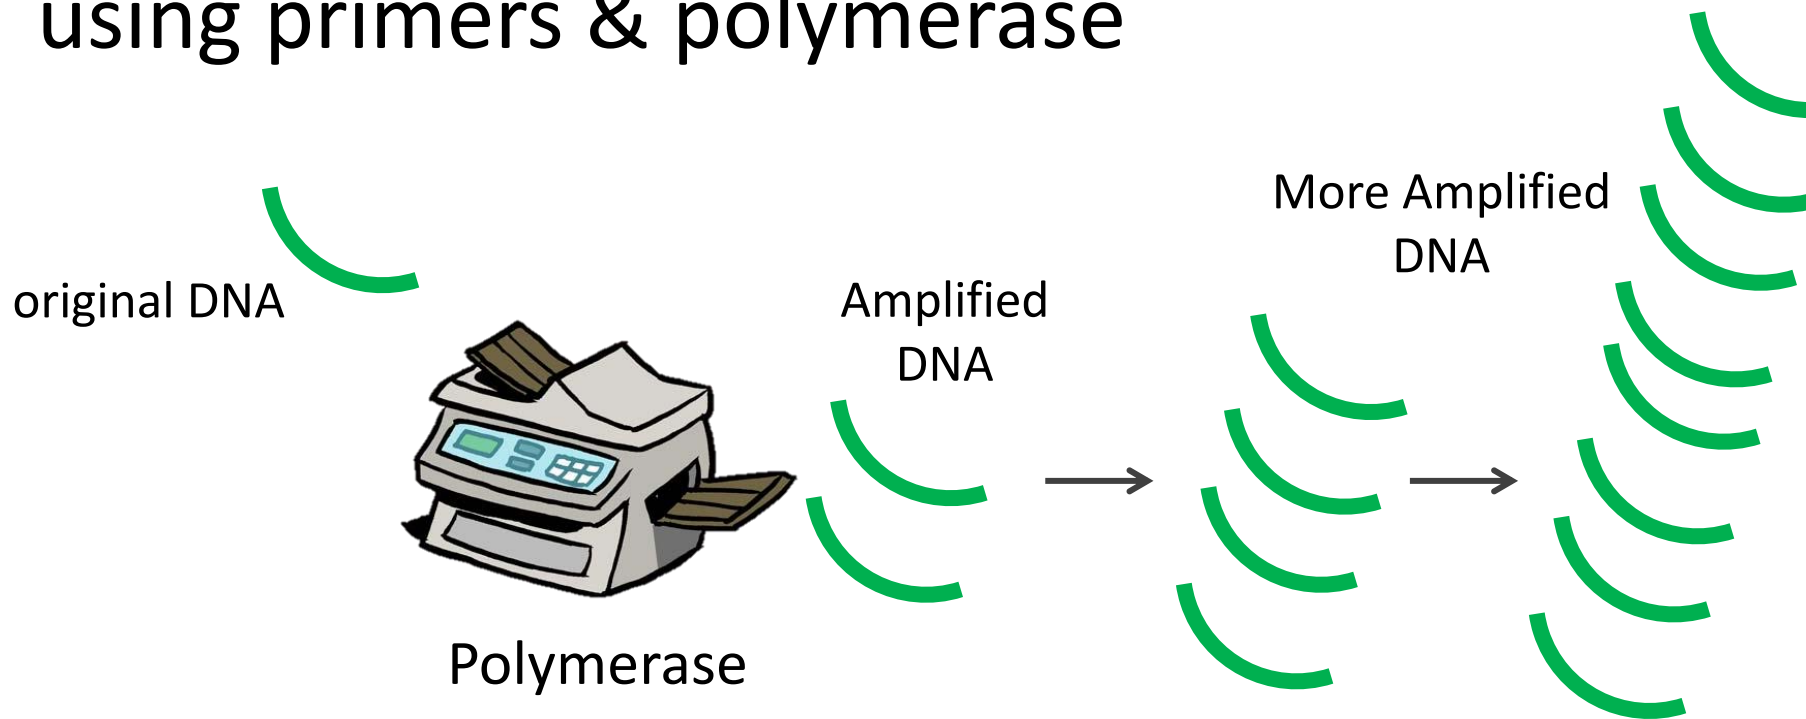 using primers & polymerase
original DNA
Amplified
DNA
More Amplified
DNA
Polymerase